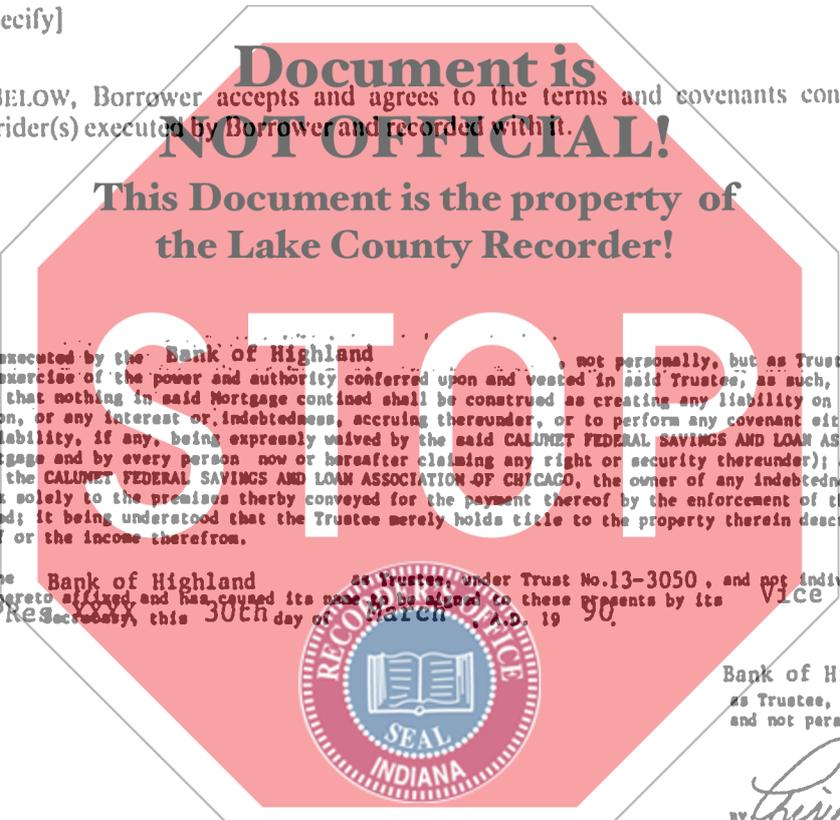 ecify]
Document is
BELOW, Borrower accepts and agrees to the terms and covenants con
rider(s) executed by Borrower and recorded with it.
NOT OFFICIAL!
This Document is the property of
the Lake County Recorder!
STOP
executed by the Bank of Highland , not personally, but as Trust
exercise of the power and authority conferred upon and vested in said Trustee, as such,
that nothing in said Mortgage contined shall be construed as creating any liability on
on, or any interest or indebtedness, accruing thereunder, or to perform any covenant eit
iability, if any, being expressly waived by the said CALUMET FEDERAL SAVINGS AND LOAN AS
tgage and by every person now or hereafter claiming any right or security thereunder);
the CALUMET FEDERAL SAVINGS AND LOAN ASSOCIATION OF CHICAGO, the owner of any indebtedn
solely to the premises therby conveyed for the payment thereof by the enforcement of t
ed; it being understood that the Trustee merely holds title to the property therein desc
or the income therefrom.
Bank of Highland as Trustee, under Trust No.13-3050 , and not indiv
ereto affixed and has caused its name to be signed to these presents by its Vice
PRes XXXX Secretary, this 30th day of March , A.D. 19 90.
RECORDER'S OFFICE
SEAL
INDIANA
Bank of H
as Trustee,
and not pers
BY